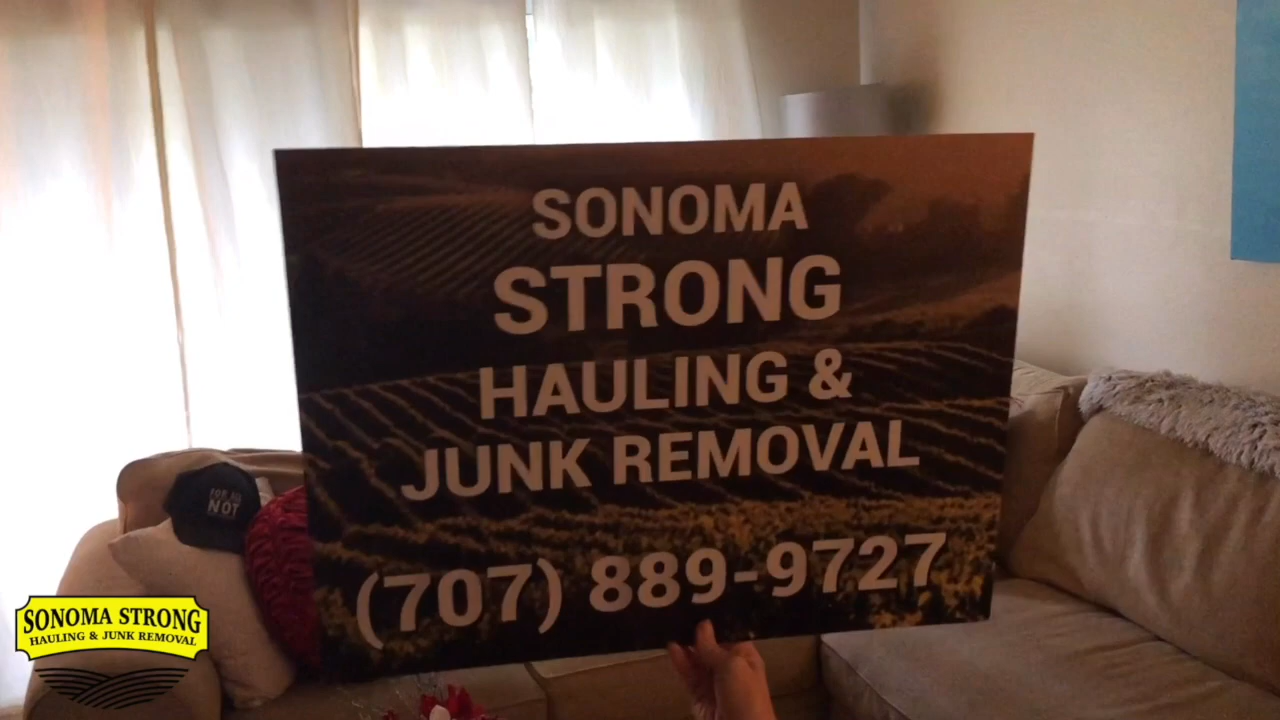 SONOMA
STRONG
HAULING &
JUNK REMOVAL
(707) 889-9727
NOT
SONOMA STRONG
HAULING & JUNK REMOVAL